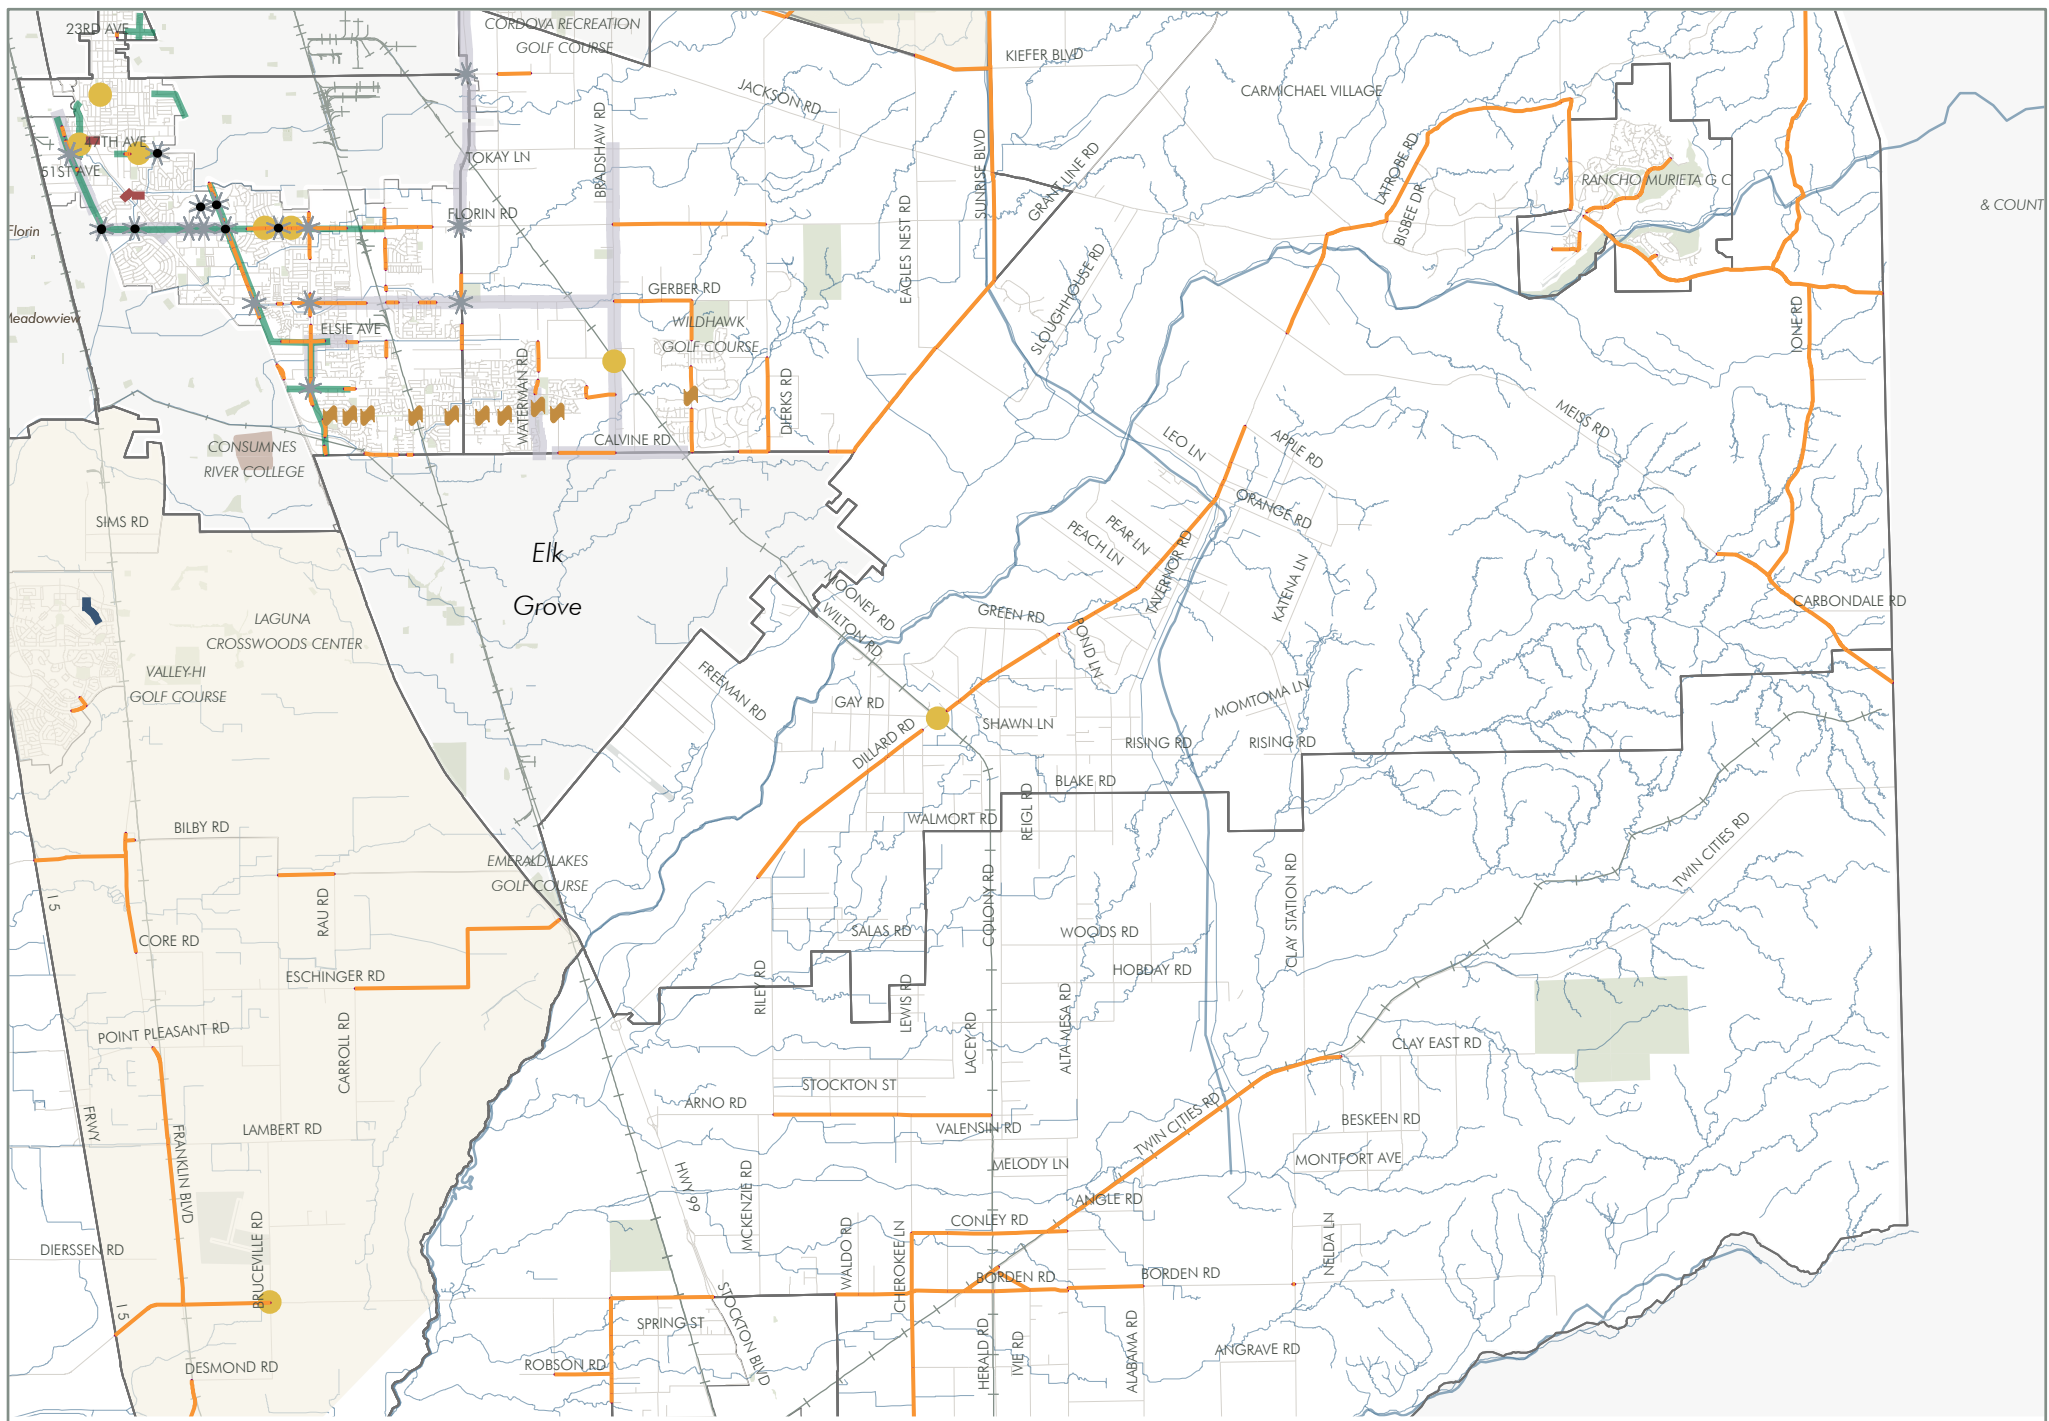 23RD AVE
CORDOVA RECREATION
GOLF COURSE
KIEFER BLVD
JACKSON RD
CARMICHAEL VILLAGE
BRADSHAW RD
TH AVE
51ST AVE
TOKAY LN
SUNRISE BLVD
GRANT LINE RD
LATROBE RD
RANCHO MURIETA G C
BISBEE DR
& COUNT
Florin
FLORIN RD
EAGLES NEST RD
SLOUGHHOUSE RD
GERBER RD
Meadowview
ELSIE AVE
WILDHAWK
GOLF COURSE
IONE RD
WATERMAN RD
DIERKS RD
MEISS RD
CALVINE RD
CONSUMNES
RIVER COLLEGE
LEO LN
APPLE RD
ORANGE RD
SIMS RD
PEAR LN
PEACH LN
TAVERNOR RD
Elk
Grove
MOONEY RD
WILTON RD
GREEN RD
POND LN
KATENA LN
CARBONDALE RD
LAGUNA
CROSSWOODS CENTER
VALLEY-HI
GOLF COURSE
FREEMAN RD
GAY RD
DILLARD RD
SHAWN LN
MOMTOMA LN
RISING RD
RISING RD
BLAKE RD
REIGL RD
WALMORT RD
BILBY RD
EMERALD LAKES
GOLF COURSE
TWIN CITIES RD
I 5
RAU RD
CORE RD
COLONY RD
CLAY STATION RD
SALAS RD
WOODS RD
HOBDAY RD
ESCHINGER RD
RILEY RD
LEWIS RD
LACEY RD
ALTA-MESA RD
POINT PLEASANT RD
CARROLL RD
CLAY EAST RD
STOCKTON ST
ARNO RD
FRWY
FRANKLIN BLVD
LAMBERT RD
VALENSIN RD
TWIN CITIES RD
BESKEEN RD
MONTFORT AVE
MELODY LN
HWY 99
MCKENZIE RD
ANGLE RD
CONLEY RD
DIERSSEN RD
BRUCEVILLE RD
WALDO RD
CHEROKEE LN
NELDA LN
BORDEN RD
BORDEN RD
I 5
STOCKTON BLVD
SPRING ST
HERALD RD
IVIE RD
ALABAMA RD
ANGRAVE RD
DESMOND RD
ROBSON RD